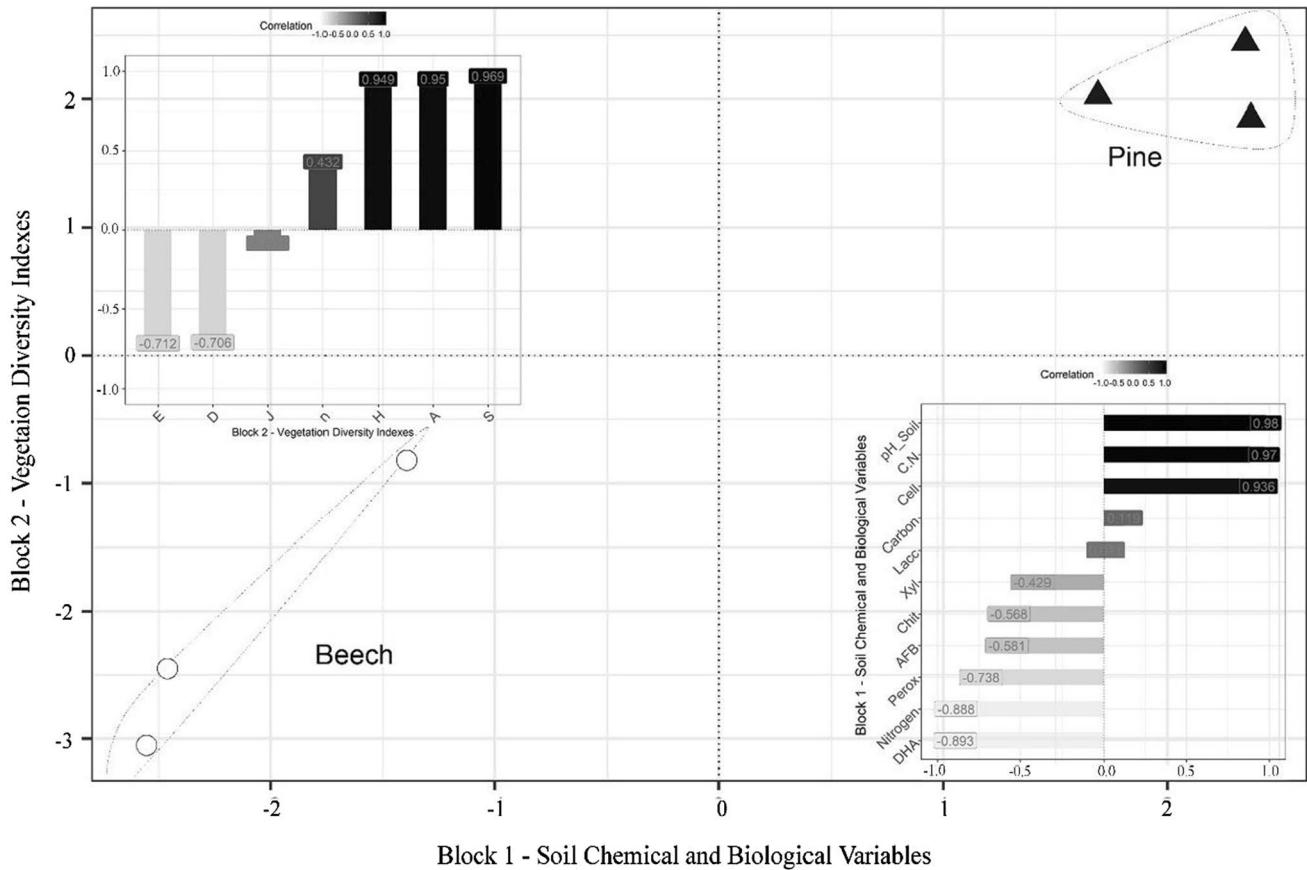 Correlation
-1.0-0.5 0.0 0.5 1.0
1.0
0.5
0.0
-0.5
-1.0
0.949
0.95
0.969
0.432
-0.712
-0.706
E
D
J
n
H
A
S
Block 2 - Vegetation Diversity Indexes
Pine
Beech
Correlation
-1.0-0.5 0.0 0.5 1.0
Block 1 - Soil Chemical and Biological Variables
pH_Soil
C.N
Cell
Carbon
Lacc
Xyl
Chit
AFB
Perox
Nitrogen
DHA
0.98
0.97
0.936
0.119
-0.429
-0.568
-0.581
-0.738
-0.888
-0.893
-1.0
-0,5
0.0
0.5
1.0
Block 2 - Vegetaion Diversity Indexes
2
1
0
-1
-2
-3
-2
-1
0
1
2
Block 1 - Soil Chemical and Biological Variables